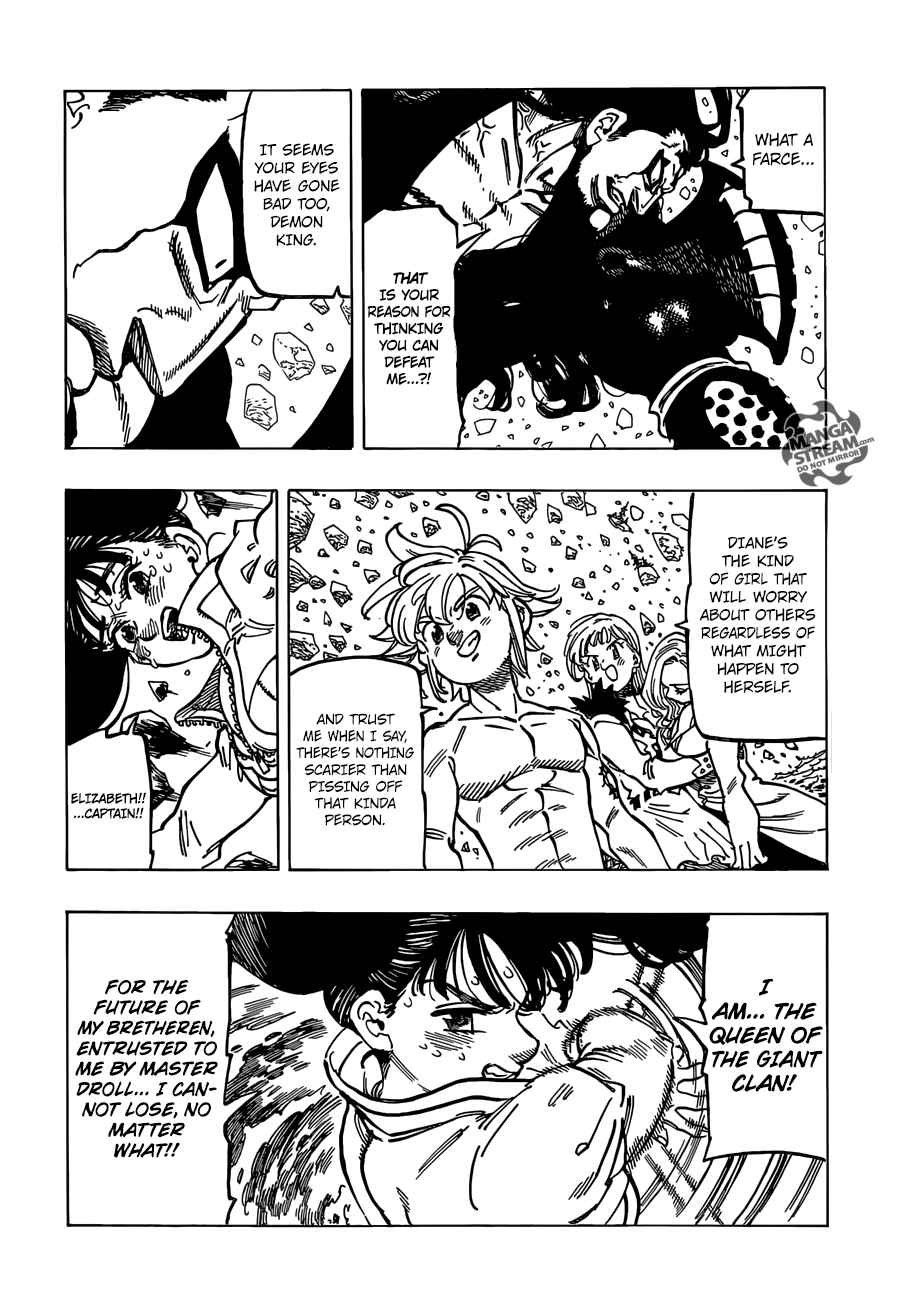 WHAT A
FARCE...
THAT
IS YOUR
REASON FOR
THINKING
YOU CAN
DEFEAT
ME...?!
IT SEEMS
YOUR EYES
HAVE GONE
BAD TOO,
DEMON
KING.
MANGA
STREAM.com
DO NOT MIRROR
DIANE'S
THE KIND
OF GIRL THAT
WILL WORRY
ABOUT OTHERS
REGARDLESS OF
WHAT MIGHT
HAPPEN TO
HERSELF.
AND TRUST
ME WHEN I SAY,
THERE'S NOTHING
SCARIER THAN
PISSING OFF
THAT KINDA
PERSON.
ELIZABETH!!
...CAPTAIN!!
I
AM... THE
QUEEN OF
THE GIANT
CLAN!
FOR THE
FUTURE OF
MY BRETHEREN,
ENTRUSTED TO
ME BY MASTER
DROLL... I CAN-
NOT LOSE, NO
MATTER
WHAT!!